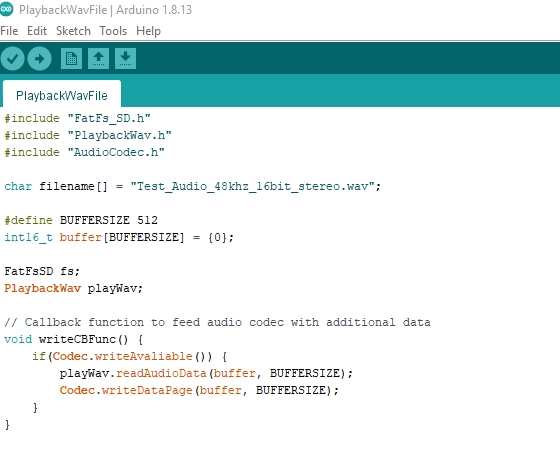 PlaybackWavFile | Arduino 1.8.13
File Edit Sketch Tools Help
PlaybackWavFile
#include "FatFs_SD.h"
#include "PlaybackWav.h"
#include "AudioCodec.h"
char filename[] = "Test_Audio_48khz_16bit_stereo.wav";
#define BUFFERSIZE 512
int16_t buffer[BUFFERSIZE] = {0};
FatFsSD fs;
PlaybackWav playWav;
// Callback function to feed audio codec with additional data
void writeCBFunc() {
    if(Codec.writeAvaliable()) {
        playWav.readAudioData(buffer, BUFFERSIZE);
        Codec.writeDataPage(buffer, BUFFERSIZE);
    }
}